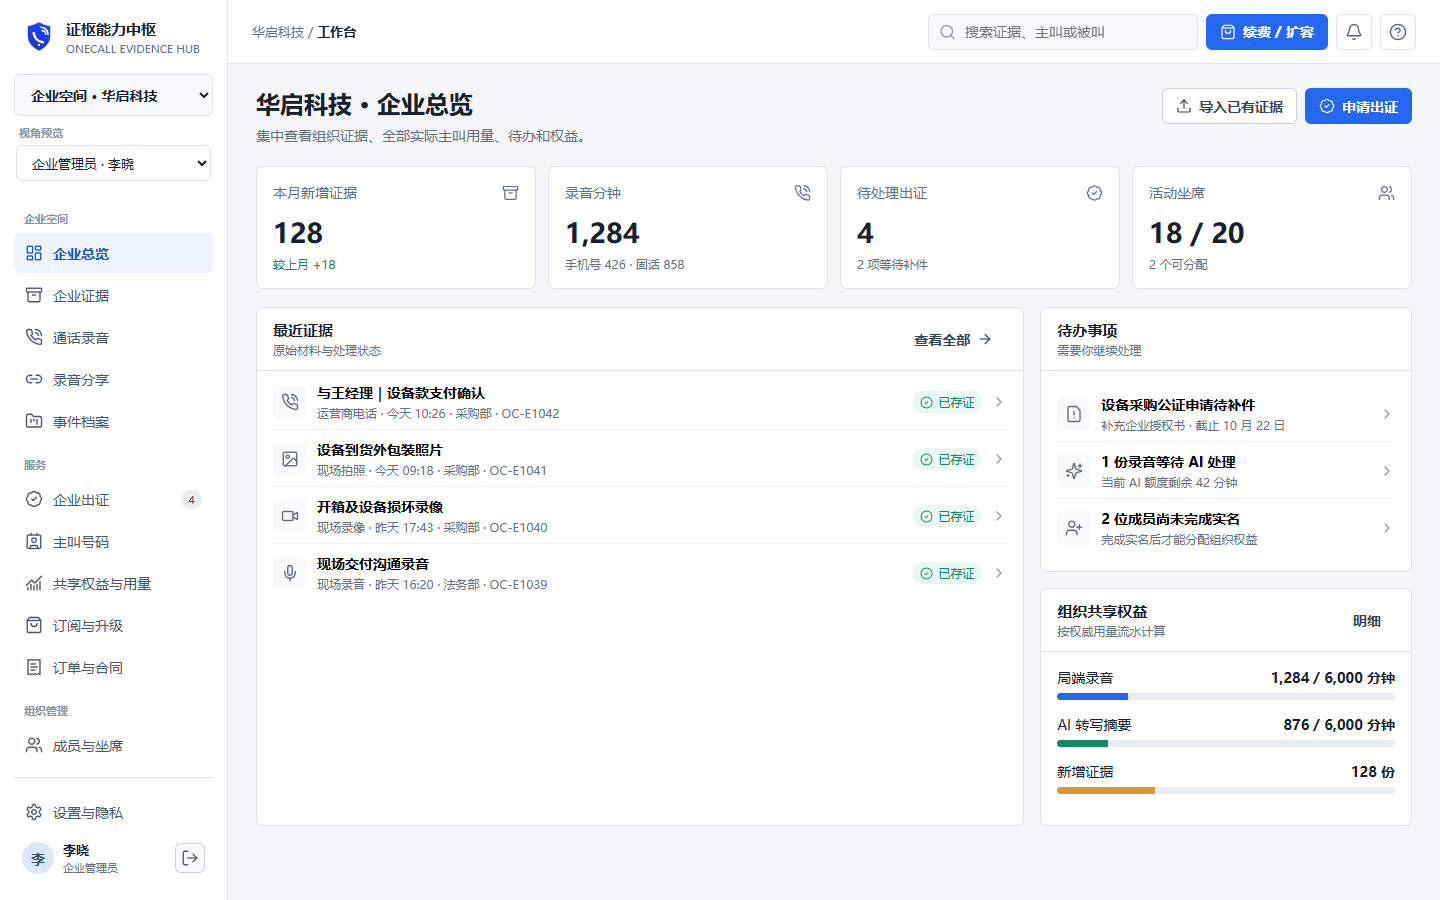 证枢能力中枢
ONECALL EVIDENCE HUB
企业空间 • 华启科技
视角预览
企业管理员 · 李晓
企业空间
企业总览
企业证据
通话录音
录音分享
事件档案
服务
企业出证
4
主叫号码
共享权益与用量
订阅与升级
订单与合同
组织管理
成员与坐席
设置与隐私
李
李晓
企业管理员
华启科技 / 工作台
搜索证据、主叫或被叫
续费 / 扩容
华启科技 • 企业总览
集中查看组织证据、全部实际主叫用量、待办和权益。
导入已有证据
申请出证
本月新增证据
128
较上月 +18
录音分钟
1,284
手机号 426 · 固话 858
待处理出证
4
2 项等待补件
活动坐席
18 / 20
2 个可分配
最近证据
原始材料与处理状态
查看全部
与王经理｜设备款支付确认
运营商电话 · 今天 10:26 · 采购部 · OC-E1042
已存证
设备到货外包装照片
现场拍照 · 今天 09:18 · 采购部 · OC-E1041
已存证
开箱及设备损坏录像
现场录像 · 昨天 17:43 · 采购部 · OC-E1040
已存证
现场交付沟通录音
现场录音 · 昨天 16:20 · 法务部 · OC-E1039
已存证
待办事项
需要你继续处理
设备采购公证申请待补件
补充企业授权书 · 截止 10 月 22 日
1 份录音等待 AI 处理
当前 AI 额度剩余 42 分钟
2 位成员尚未完成实名
完成实名后才能分配组织权益
组织共享权益
按权威用量流水计算
明细
局端录音
1,284 / 6,000 分钟
AI 转写摘要
876 / 6,000 分钟
新增证据
128 份